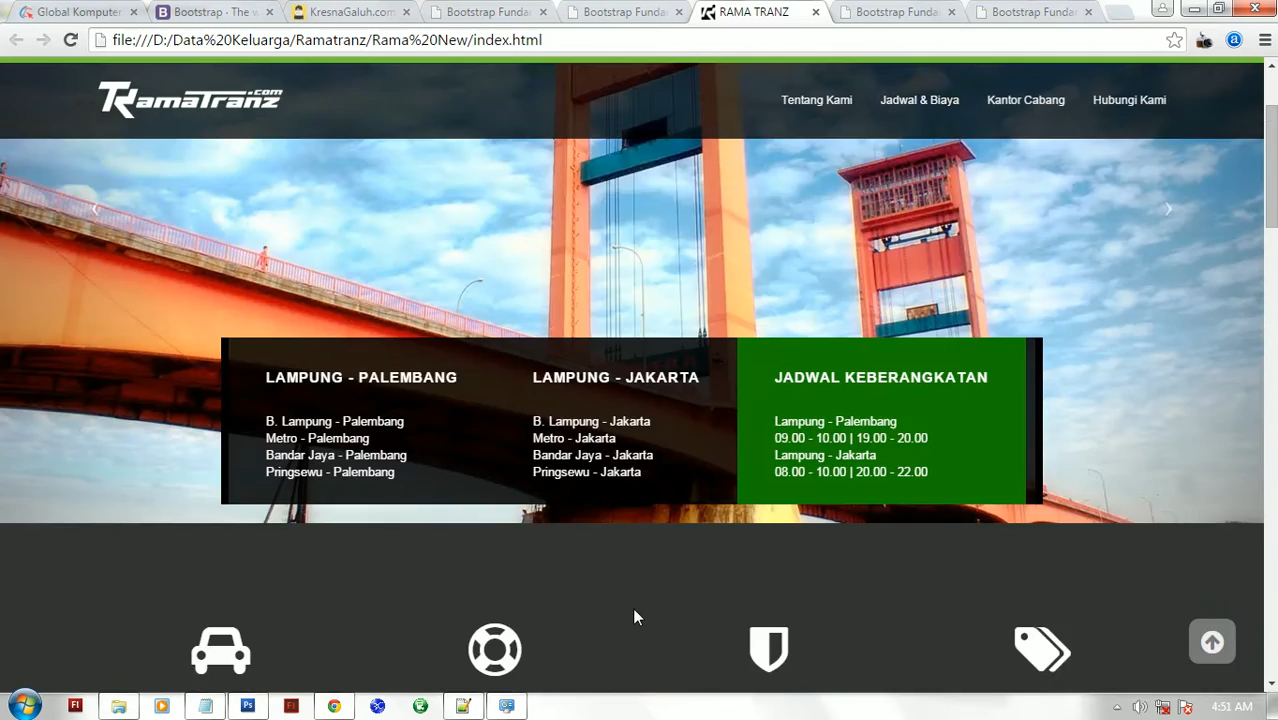 Global Komputer
Bootstrap - The w
KresnaGaluh.com
Bootstrap Funda
Bootstrap Funda
RAMA TRANZ
Bootstrap Funda
Bootstrap Funda
file:///D:/Data%20Keluarga/Ramatranz/Rama%20New/index.html
RamaTranz.com
Tentang Kami
Jadwal & Biaya
Kantor Cabang
Hubungi Kami
LAMPUNG - PALEMBANG
B. Lampung - Palembang
Metro - Palembang
Bandar Jaya - Palembang
Pringsewu - Palembang
LAMPUNG - JAKARTA
B. Lampung - Jakarta
Metro - Jakarta
Bandar Jaya - Jakarta
Pringsewu - Jakarta
JADWAL KEBERANGKATAN
Lampung - Palembang
09.00 - 10.00 | 19.00 - 20.00
Lampung - Jakarta
08.00 - 10.00 | 20.00 - 22.00
4:51 AM